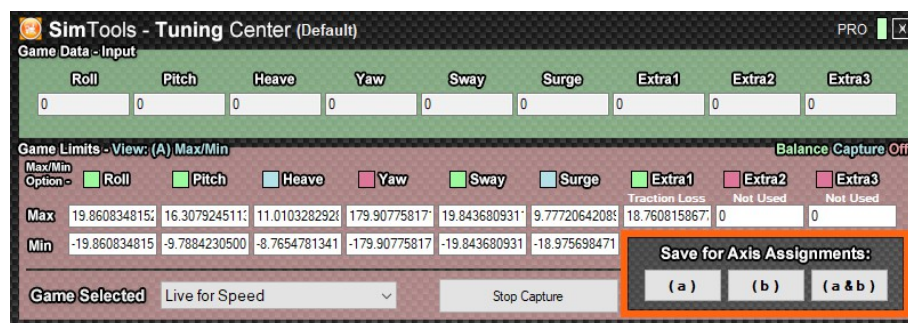 SimTools - Tuning Center (Default) PRO X
Game Data - Input
Roll Pitch Heave Yaw Sway Surge Extra1 Extra2 Extra3
0 0 0 0 0 0 0 0 0
Game Limits - View: (A) Max/Min Balance Capture Off
Max/Min
Option - Roll Pitch Heave Yaw Sway Surge Extra1 Extra2 Extra3
Traction Loss Not Used Not Used
Max 19.860834815 16.307924511 11.0103282928 179.90775817 19.843680931 9.7772064208 18.760815867 0 0
Min -19.860834815 -9.7884230500 -8.7654781341 -179.90775817 -19.843680931 -18.975698471
Save for Axis Assignments:
Game Selected Live for Speed Stop Capture (a) (b) (a&b)